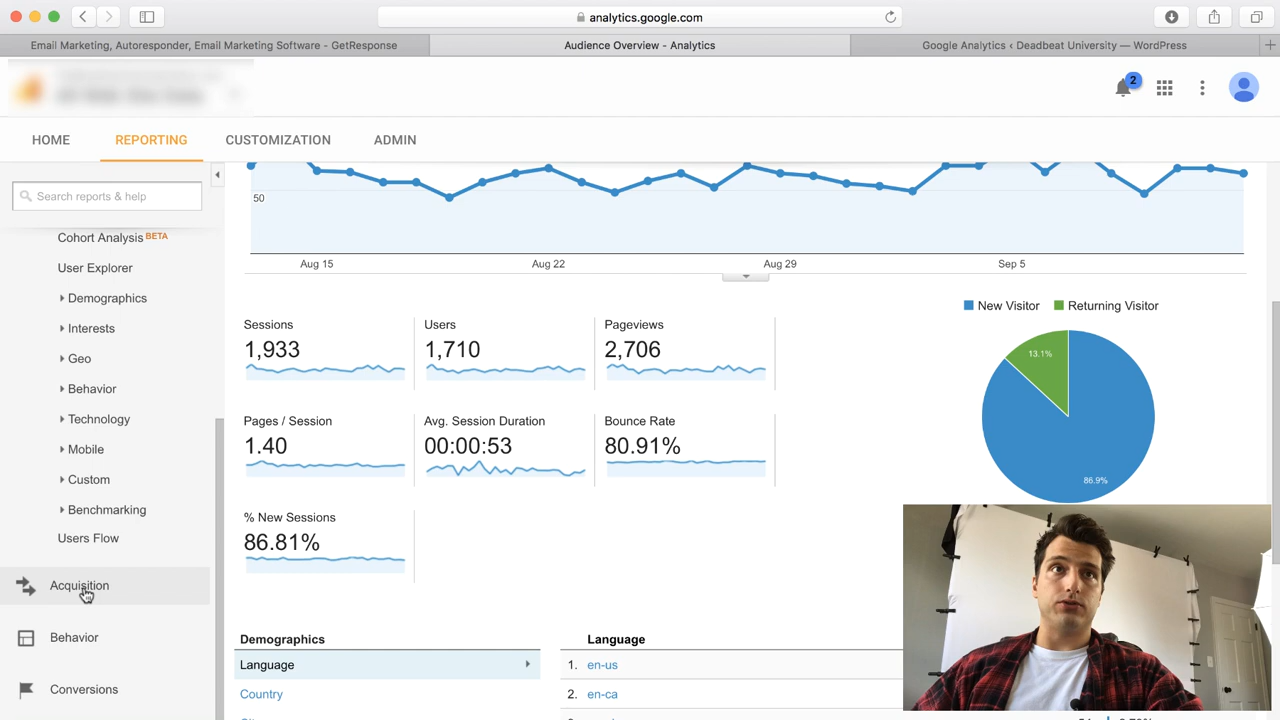 analytics.google.com
Email Marketing, Autoresponder, Email Marketing Software - GetResponse
Audience Overview - Analytics
Google Analytics ‹ Deadbeat University — WordPress
2
HOME
REPORTING
CUSTOMIZATION
ADMIN
Search reports & help
Cohort Analysis BETA
User Explorer
Demographics
Interests
Geo
Behavior
Technology
Mobile
Custom
Benchmarking
Users Flow
Acquisition
Behavior
Conversions
50
Aug 15
Aug 22
Aug 29
Sep 5
Sessions
1,933
Users
1,710
Pageviews
2,706
Pages / Session
1.40
Avg. Session Duration
00:00:53
Bounce Rate
80.91%
% New Sessions
86.81%
New Visitor
Returning Visitor
13.1%
86.9%
Demographics
Language
Country
Language
1. en-us
2. en-ca